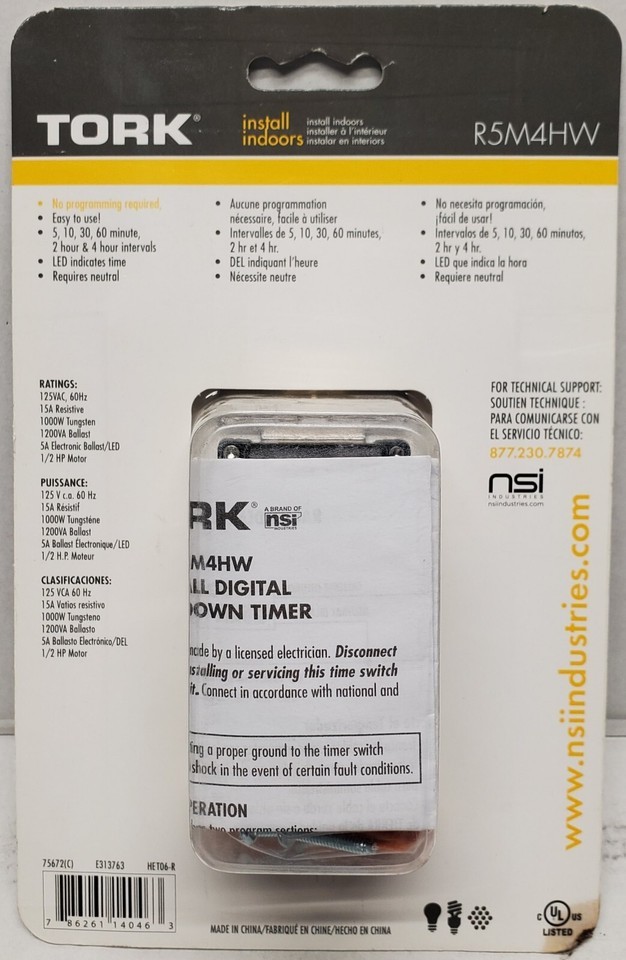 TORK®
install indoors
install indoors
installer à l'intérieur
instalar en interiors
R5M4HW
• No programming required,
• Easy to use!
• 5, 10, 30, 60 minute,
2 hour & 4 hour intervals
• LED indicates time
• Requires neutral
• Aucune programmation
nécessaire, facile à utiliser
• Intervalles de 5, 10, 30, 60 minutes,
2 hr et 4 hr.
• DEL indiquant l'heure
• Nécessite neutre
• No necesita programación,
¡fácil de usar!
• Intervalos de 5, 10, 30, 60 minutos,
2 hr y 4 hr.
• LED que indica la hora
• Requiere neutral
RATINGS:
125VAC, 60Hz
15A Resistive
1000W Tungsten
1200VA Ballast
5A Electronic Ballast/LED
1/2 HP Motor
PUISSANCE:
125 V c.a. 60 Hz
15A Résistif
1000W Tungsténe
1200VA Ballast
5A Ballast Électronique/LED
1/2 H.P. Moteur
CLASIFICACIONES:
125 VCA 60 Hz
15A Vatios resistivo
1000W Tungsteno
1200VA Ballasto
5A Ballasto Electrónico/DEL
1/2 HP Motor
FOR TECHNICAL SUPPORT:
SOUTIEN TECHNIQUE :
PARA COMUNICARSE CON
EL SERVICIO TÉCNICO:
877.230.7874
nsi
INDUSTRIES
nsiindustries.com
www.nsiindustries.com
RK®
A BRAND OF
nsi
INDUSTRIES
M4HW
LL DIGITAL
OWN TIMER
made by a licensed electrician. Disconnect
stalling or servicing this time switch
it. Connect in accordance with national and
ing a proper ground to the timer switch
shock in the event of certain fault conditions.
ERATION
two program sections:
75672(C) E313763 HET06-R
7 86261 14046 3
MADE IN CHINA/FABRIQUÉ EN CHINE/HECHO EN CHINA
C UL US
LISTED